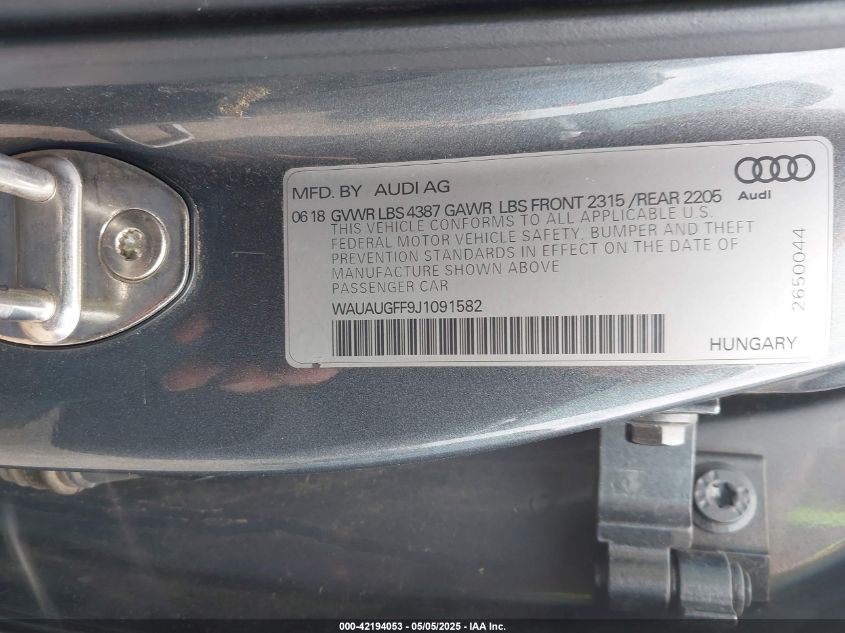 MFD. BY AUDI AG
Audi
06 18 GVWR LBS 4387 GAWR LBS FRONT 2315 /REAR 2205
THIS VEHICLE CONFORMS TO ALL APPLICABLE U.S.
FEDERAL MOTOR VEHICLE SAFETY, BUMPER AND THEFT
PREVENTION STANDARDS IN EFFECT ON THE DATE OF
MANUFACTURE SHOWN ABOVE
PASSENGER CAR
2650044
WAUAUGFF9J1091582
HUNGARY
000-42194053 - 05/05/2025 - IAA Inc.